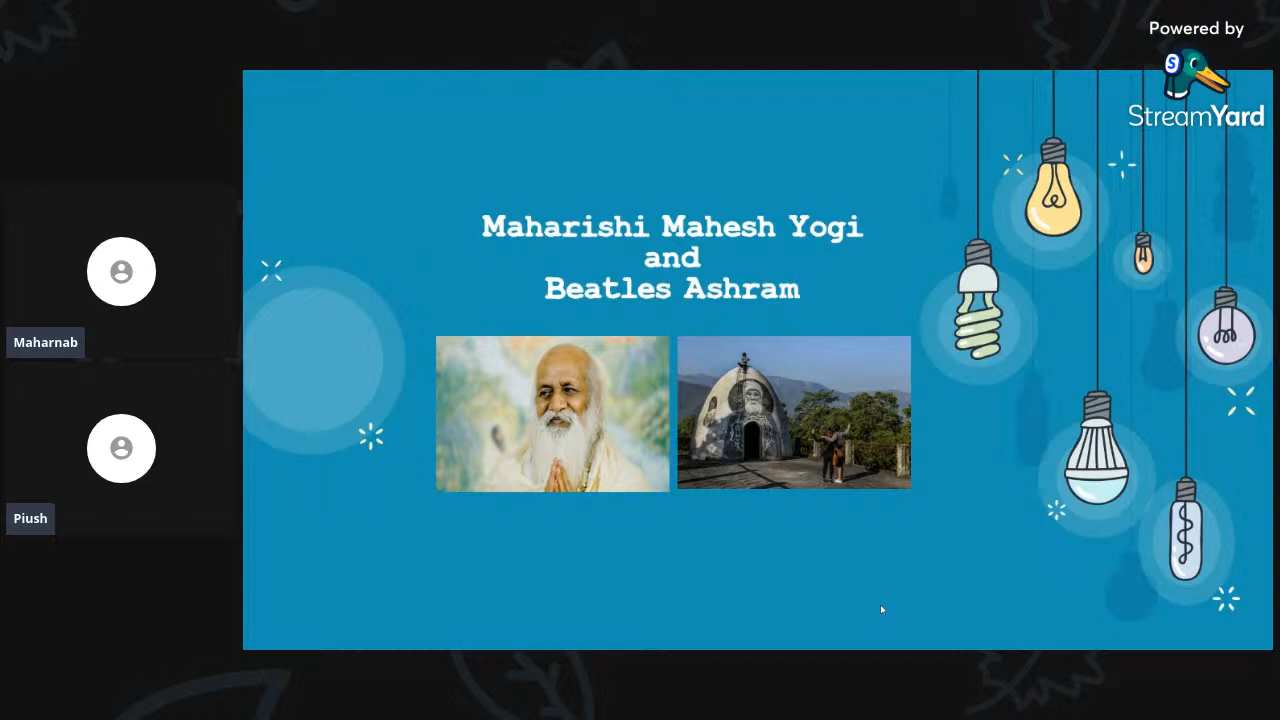 Powered by
S
StreamYard
Maharishi Mahesh Yogi
and
Beatles Ashram
Maharnab
Piush